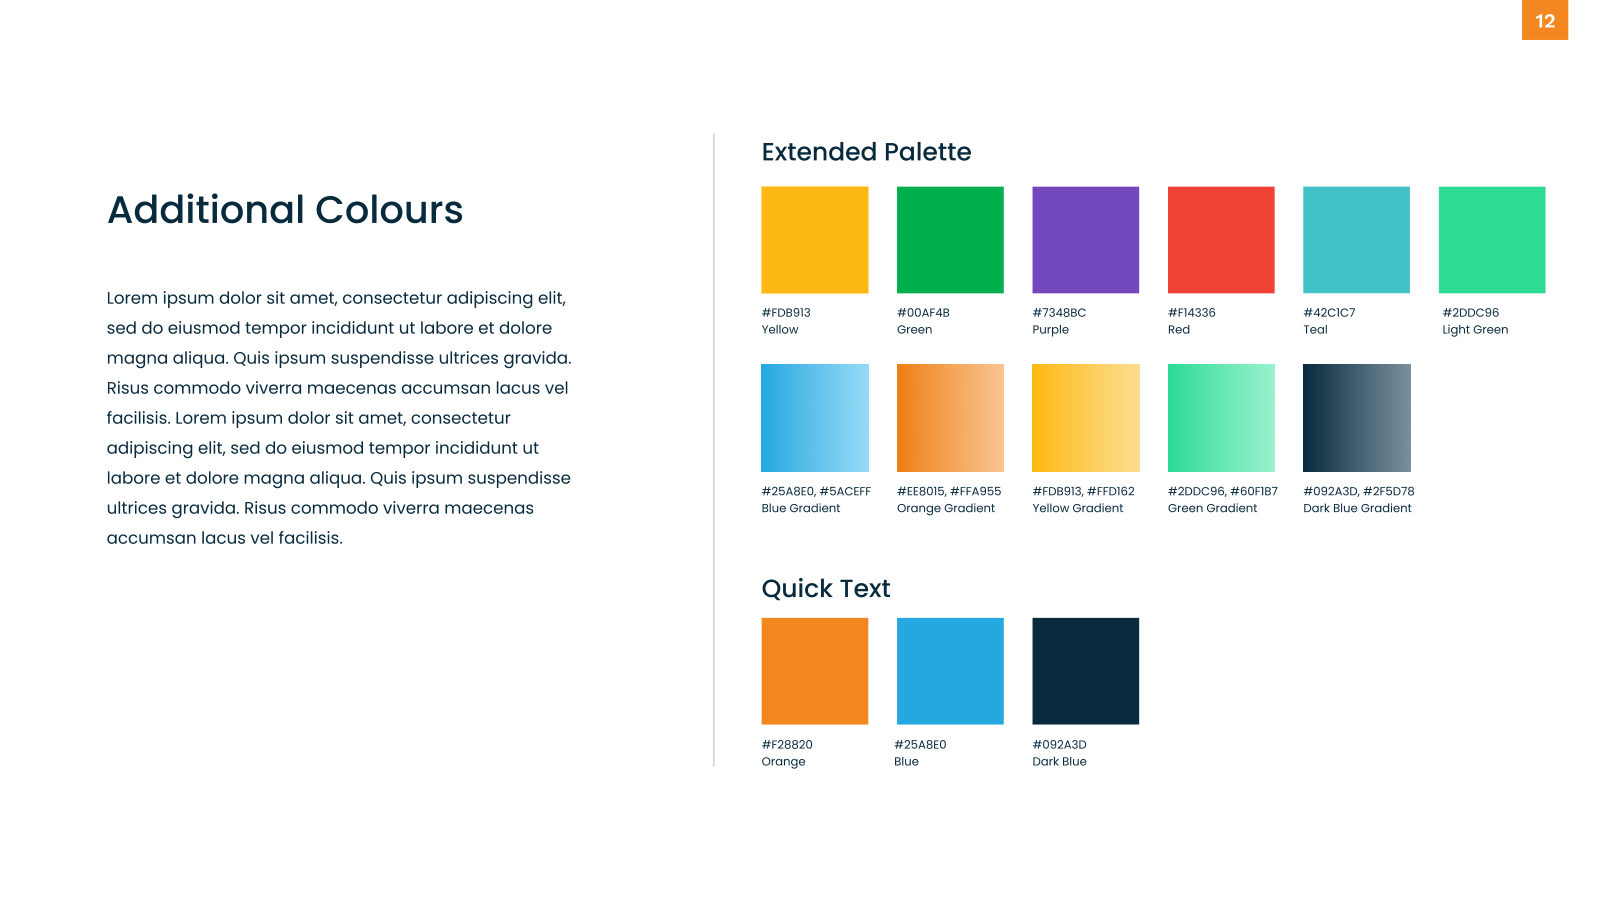 12
Additional Colours
Lorem ipsum dolor sit amet, consectetur adipiscing elit,
sed do eiusmod tempor incididunt ut labore et dolore
magna aliqua. Quis ipsum suspendisse ultrices gravida.
Risus commodo viverra maecenas accumsan lacus vel
facilisis. Lorem ipsum dolor sit amet, consectetur
adipiscing elit, sed do eiusmod tempor incididunt ut
labore et dolore magna aliqua. Quis ipsum suspendisse
ultrices gravida. Risus commodo viverra maecenas
accumsan lacus vel facilisis.
Extended Palette
#FDB913
Yellow
#00AF4B
Green
#7348BC
Purple
#F14336
Red
#42C1C7
Teal
#2DDC96
Light Green
#25A8E0, #5ACEFF
Blue Gradient
#EE8015, #FFA955
Orange Gradient
#FDB913, #FFD162
Yellow Gradient
#2DDC96, #60F1B7
Green Gradient
#092A3D, #2F5D78
Dark Blue Gradient
Quick Text
#F28820
Orange
#25A8E0
Blue
#092A3D
Dark Blue